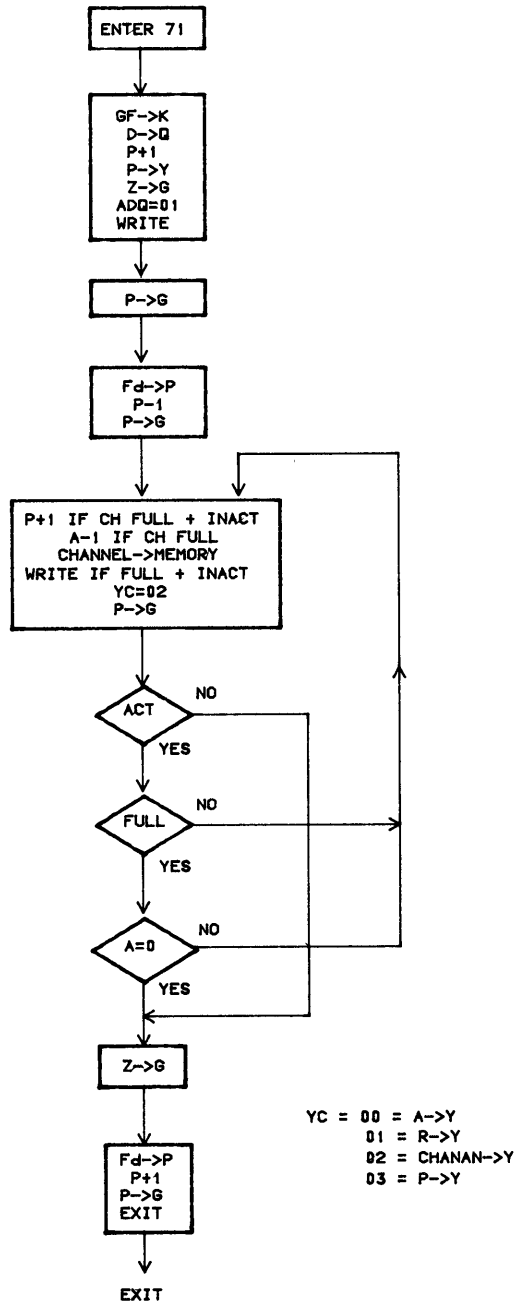 ENTER 71
GF->K
D->Q
P+1
P->Y
Z->G
ADQ=01
WRITE
P->G
Fd->P
P-1
P->G
P+1 IF CH FULL + INACT
A-1 IF CH FULL
CHANNEL->MEMORY
WRITE IF FULL + INACT
YC=02
P->G
ACT
NO
YES
FULL
NO
YES
A=0
NO
YES
Z->G
Fd->P
P+1
P->G
EXIT
EXIT
YC = 00 = A->Y
01 = R->Y
02 = CHANAN->Y
03 = P->Y